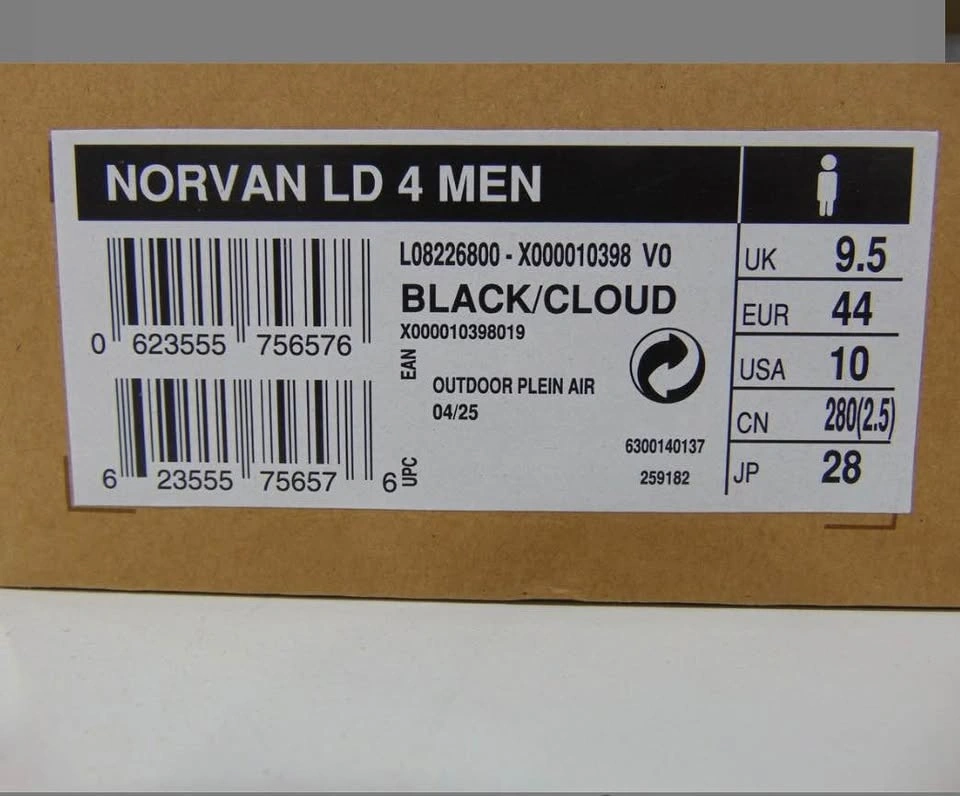 NORVAN LD 4 MEN
L08226800 - X000010398 V0
BLACK/CLOUD
X000010398019
0 623555 756576
EAN
OUTDOOR PLEIN AIR
04/25
6 23555 75657 6
UPC
6300140137
259182
UK 9.5
EUR 44
USA 10
CN 280(2.5)
JP 28